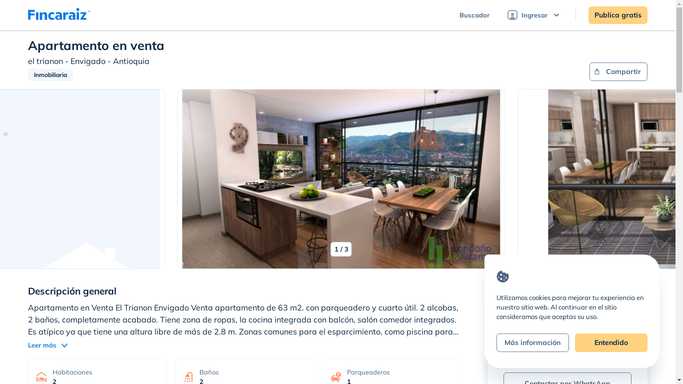 Fincaraiz
Buscador
Ingresar
Publica gratis
Apartamento en venta
el trianon - Envigado - Antioquia
Inmobiliaria
Compartir
1 / 3
Descripción general
Apartamento en Venta El Trianon Envigado Venta apartamento de 63 m2. con parqueadero y cuarto útil. 2 alcobas,
2 baños, completamente acabado. Tiene zona de ropas, la cocina integrada con balcón, salón comedor integrados.
Es atípico ya que tiene una altura libre de más de 2.8 m. Zonas comunes para el esparcimiento, como piscina para...
Leer más
Habitaciones
2
Baños
2
Parqueaderos
1
Utilizamos cookies para mejorar tu experiencia en
nuestro sitio web. Al continuar en el sitio
consideramos que aceptas su uso.
Más información
Entendido
Contactar por WhatsApp